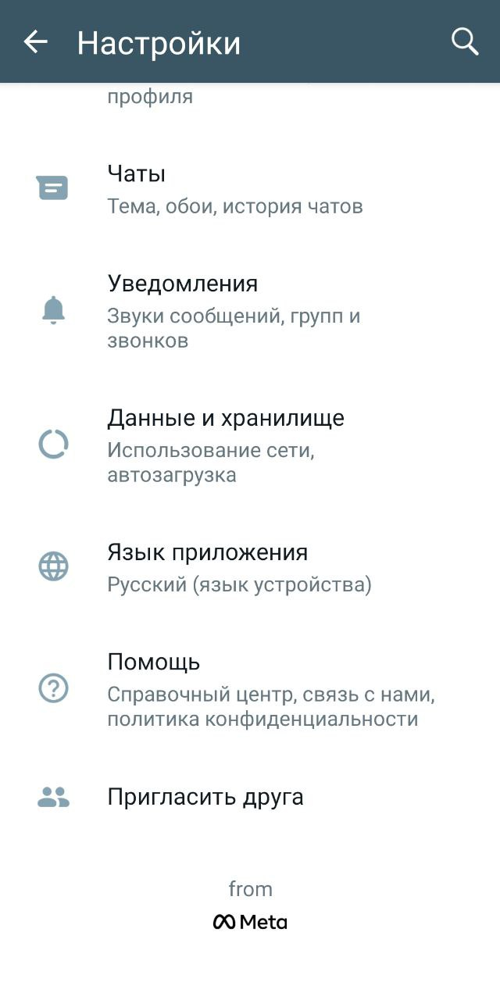 Настройки
профиля
Чаты
Тема, обои, история чатов
Уведомления
Звуки сообщений, групп и
звонков
Данные и хранилище
Использование сети,
автозагрузка
Язык приложения
Русский (язык устройства)
Помощь
Справочный центр, связь с нами,
политика конфиденциальности
Пригласить друга
from
Meta